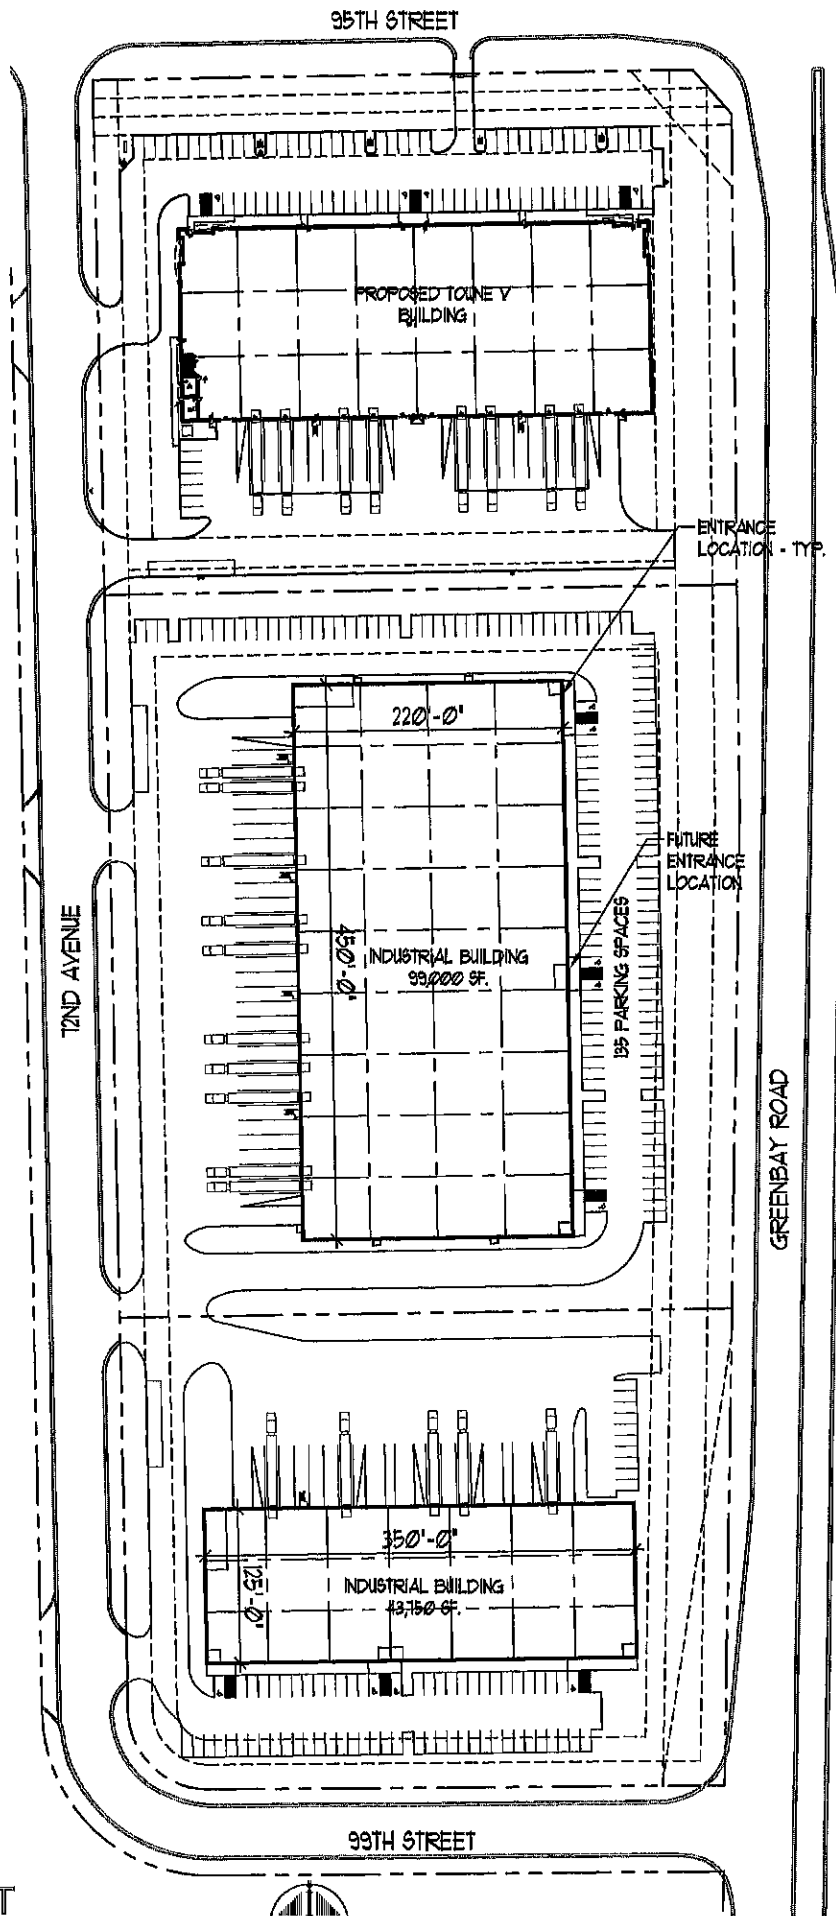 95TH STREET
PROPOSED TOWNE V
BUILDING
ENTRANCE
LOCATION - TYP.
220'-0"
FUTURE
ENTRANCE
LOCATION
72ND AVENUE
450'-0"
INDUSTRIAL BUILDING
99,000 SF.
135 PARKING SPACES
GREENBAY ROAD
350'-0"
125'-0"
INDUSTRIAL BUILDING
43,750 SF.
99TH STREET
T